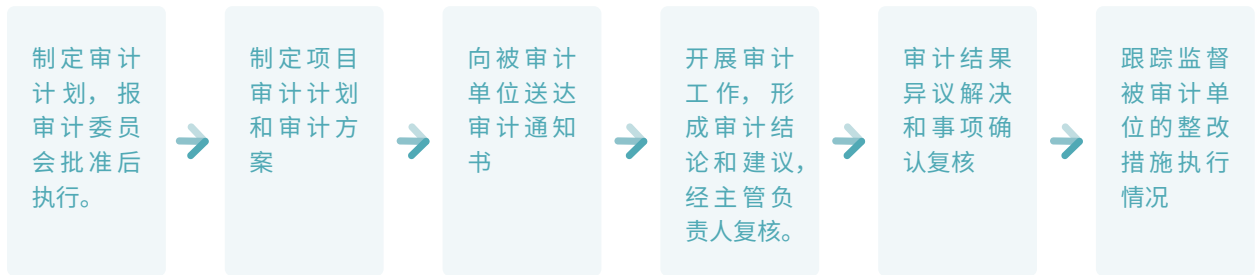 制定审计
计划，报
审计委员
会批准后
执行。
制定项目
审计计划
和审计方
案
向被审计
单位送达
审计通知
书
开展审计
工作，形
成审计结
论和建议，
经主管负
责人复核。
审计结果
异议解决
和事项确
认复核
跟踪监督
被审计单
位的整改
措施执行
情况